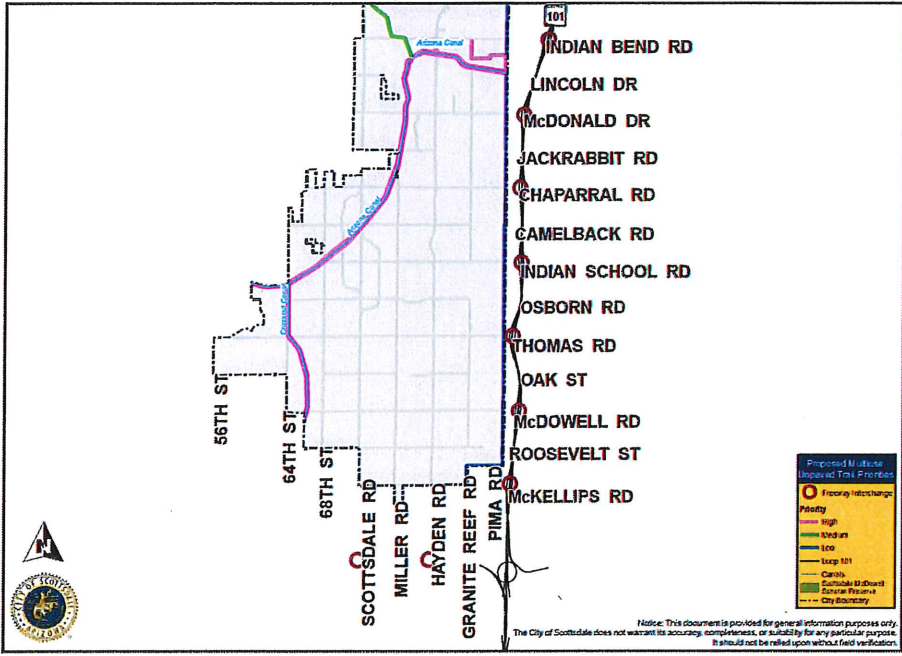 101
Arizona Canal
INDIAN BEND RD
LINCOLN DR
McDONALD DR
JACKRABBIT RD
CHAPARRAL RD
Arizona Canal
CAMELBACK RD
INDIAN SCHOOL RD
Crosscut Canal
OSBORN RD
THOMAS RD
OAK ST
McDOWELL RD
ROOSEVELT ST
McKELLIPS RD
56TH ST
64TH ST
68TH ST
SCOTTSDALE RD
MILLER RD
HAYDEN RD
GRANITE REEF RD
PIMA RD
Proposed Multiuse
Unpaved Trail Priorities
Freeway Interchange
Priority
High
Medium
Low
Loop 101
Canals
Scottsdale McDowell
Sonoran Preserve
City Boundary
N
CITY OF SCOTTSDALE
ARIZONA
Notice: This document is provided for general information purposes only.
The City of Scottsdale does not warrant its accuracy, completeness, or suitability for any particular purpose.
It should not be relied upon without field verification.